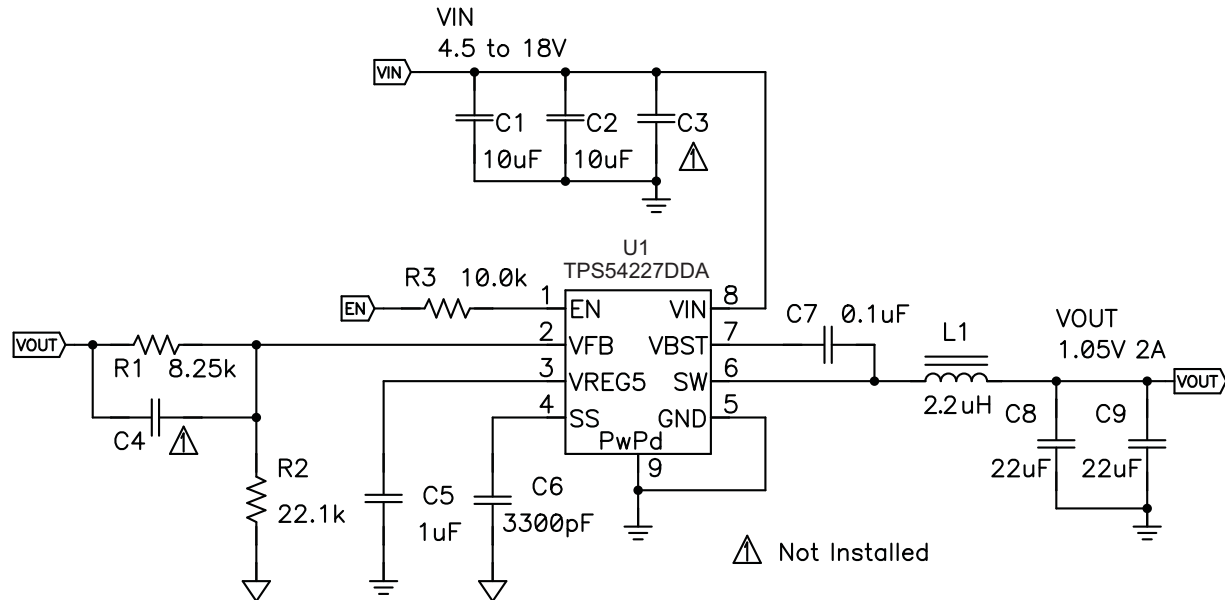 VIN
4.5 to 18V
VIN
C1
10uF
C2
10uF
C3
1
U1
TPS54227DDA
R3 10.0k
EN
1
EN
VIN
8
2
VFB
VBST
7
3
VREG5
SW
6
4
SS
GND
5
PwPd
9
C7 0.1uF
L1
2.2uH
VOUT
1.05V 2A
VOUT
C8
22uF
C9
22uF
VOUT
R1 8.25k
C4
1
R2
22.1k
C5
1uF
C6
3300pF
1 Not Installed